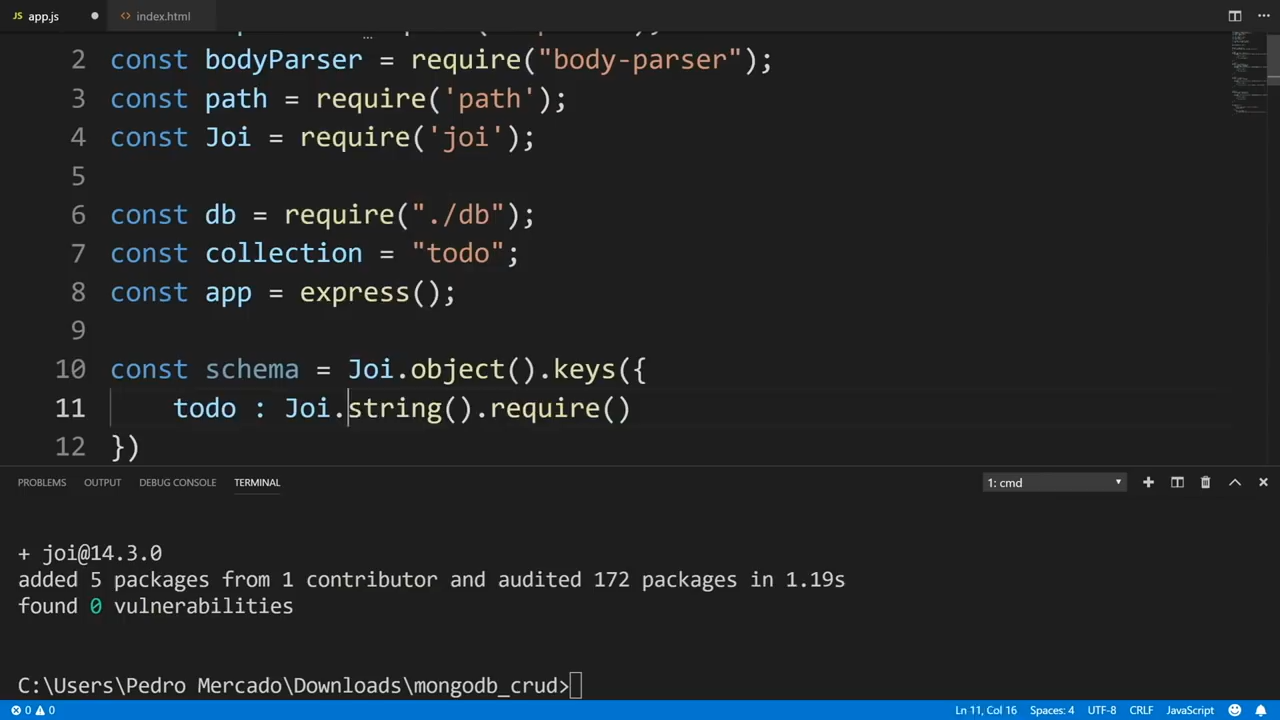 JS app.js ● <> index.html
2 const bodyParser = require("body-parser");
3 const path = require('path');
4 const Joi = require('joi');
5
6 const db = require("./db");
7 const collection = "todo";
8 const app = express();
9
10 const schema = Joi.object().keys({
11 todo : Joi.string().require()
12 })
PROBLEMS OUTPUT DEBUG CONSOLE TERMINAL 1: cmd
+ joi@14.3.0
added 5 packages from 1 contributor and audited 172 packages in 1.19s
found 0 vulnerabilities
C:\Users\Pedro Mercado\Downloads\mongodb_crud>
0 0 Ln 11, Col 16 Spaces: 4 UTF-8 CRLF JavaScript